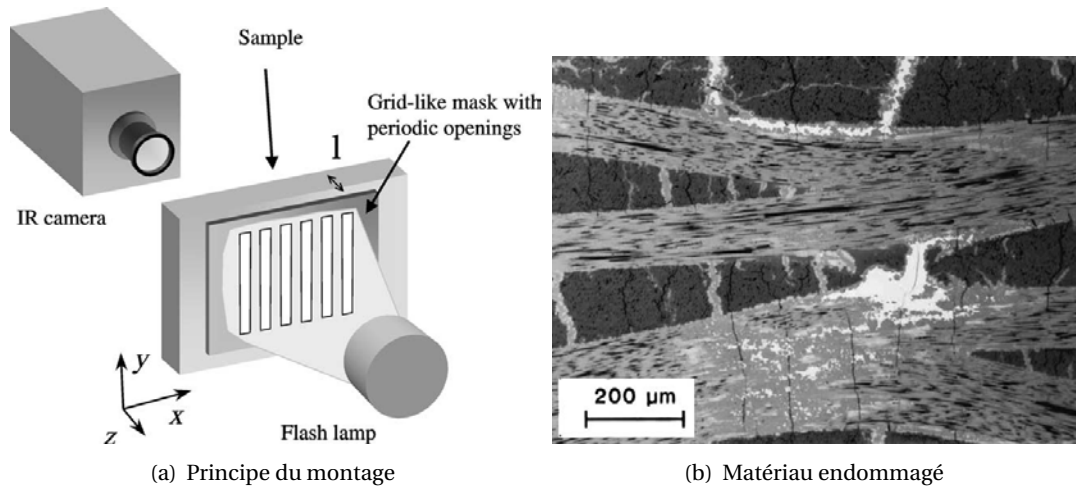 Sample
Grid-like mask with
periodic openings
l
IR camera
y
x
z
Flash lamp
200 µm
(a) Principe du montage
(b) Matériau endommagé